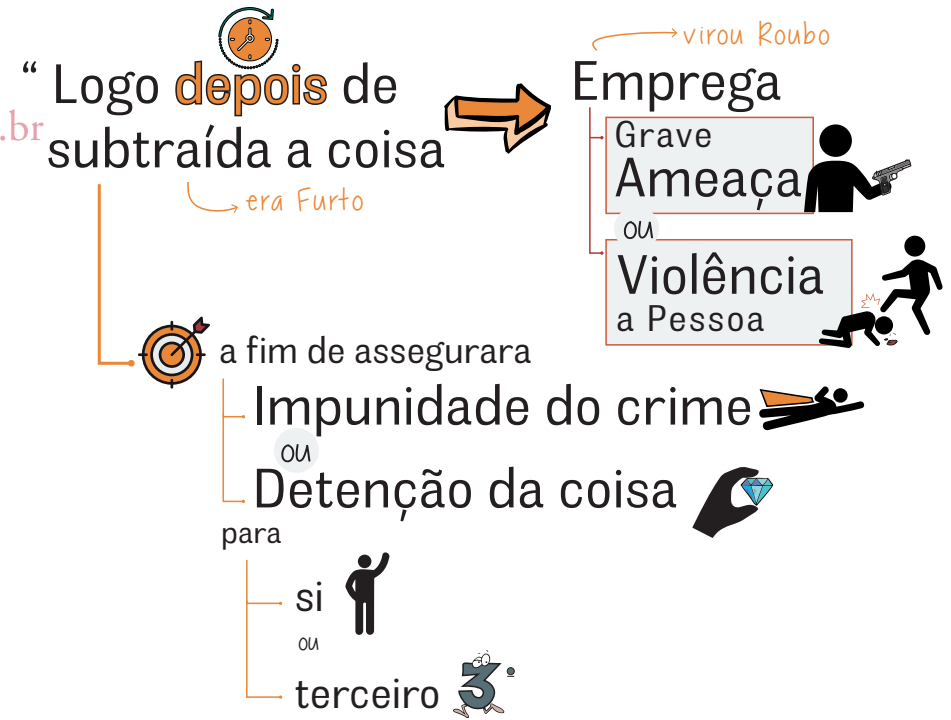 virou Roubo
“ Logo depois de
subtraída a coisa
.br
era Furto
Emprega
Grave
Ameaça
ou
Violência
a Pessoa
a fim de assegurara
Impunidade do crime
ou
Detenção da coisa
para
si
ou
terceiro 3º